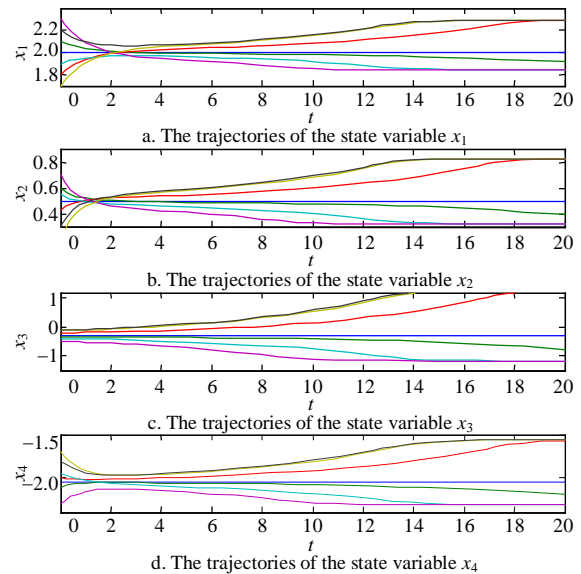 2.2
2.0
1.8
x₁
0 2 4 6 8 10 12 14 16 18 20
t
a. The trajectories of the state variable x₁
0.8
0.6
0.4
x₂
0 2 4 6 8 10 12 14 16 18 20
t
b. The trajectories of the state variable x₂
1
0
−1
x₃
0 2 4 6 8 10 12 14 16 18 20
t
c. The trajectories of the state variable x₃
−1.5
−2.0
x₄
0 2 4 6 8 10 12 14 16 18 20
t
d. The trajectories of the state variable x₄